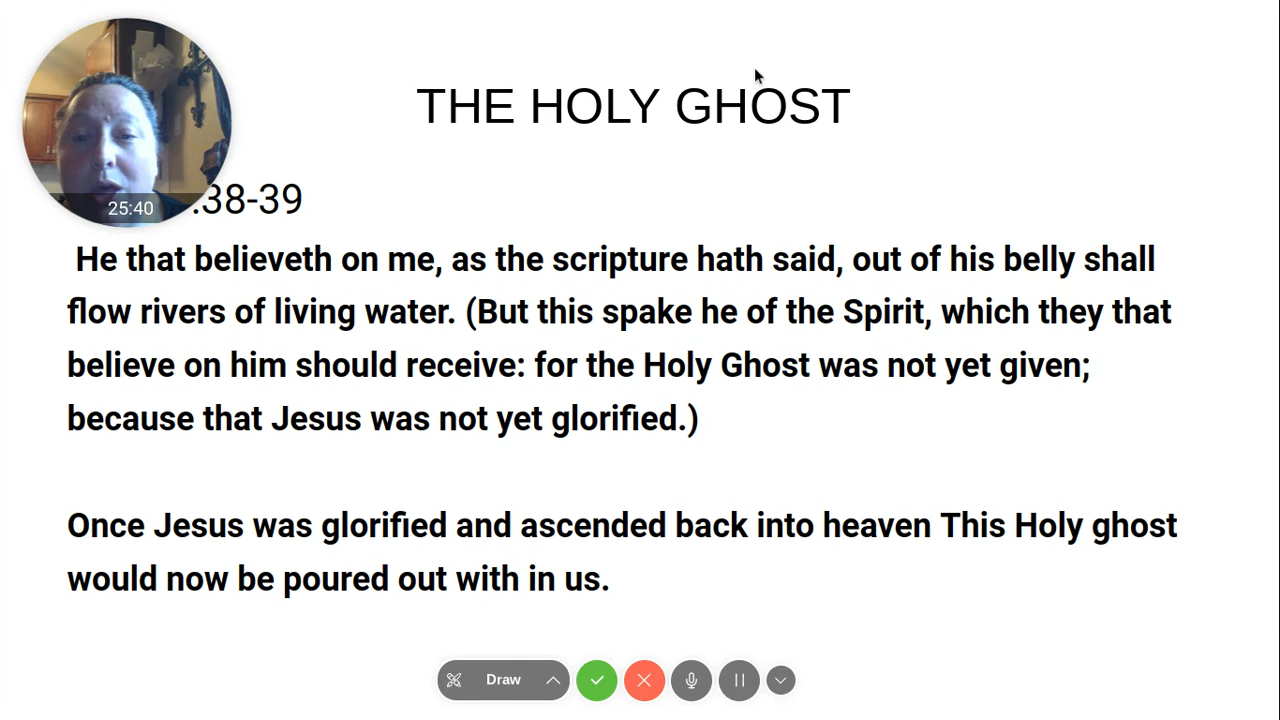 THE HOLY GHOST
25:40
:38-39
He that believeth on me, as the scripture hath said, out of his belly shall
flow rivers of living water. (But this spake he of the Spirit, which they that
believe on him should receive: for the Holy Ghost was not yet given;
because that Jesus was not yet glorified.)
Once Jesus was glorified and ascended back into heaven This Holy ghost
would now be poured out with in us.
Draw